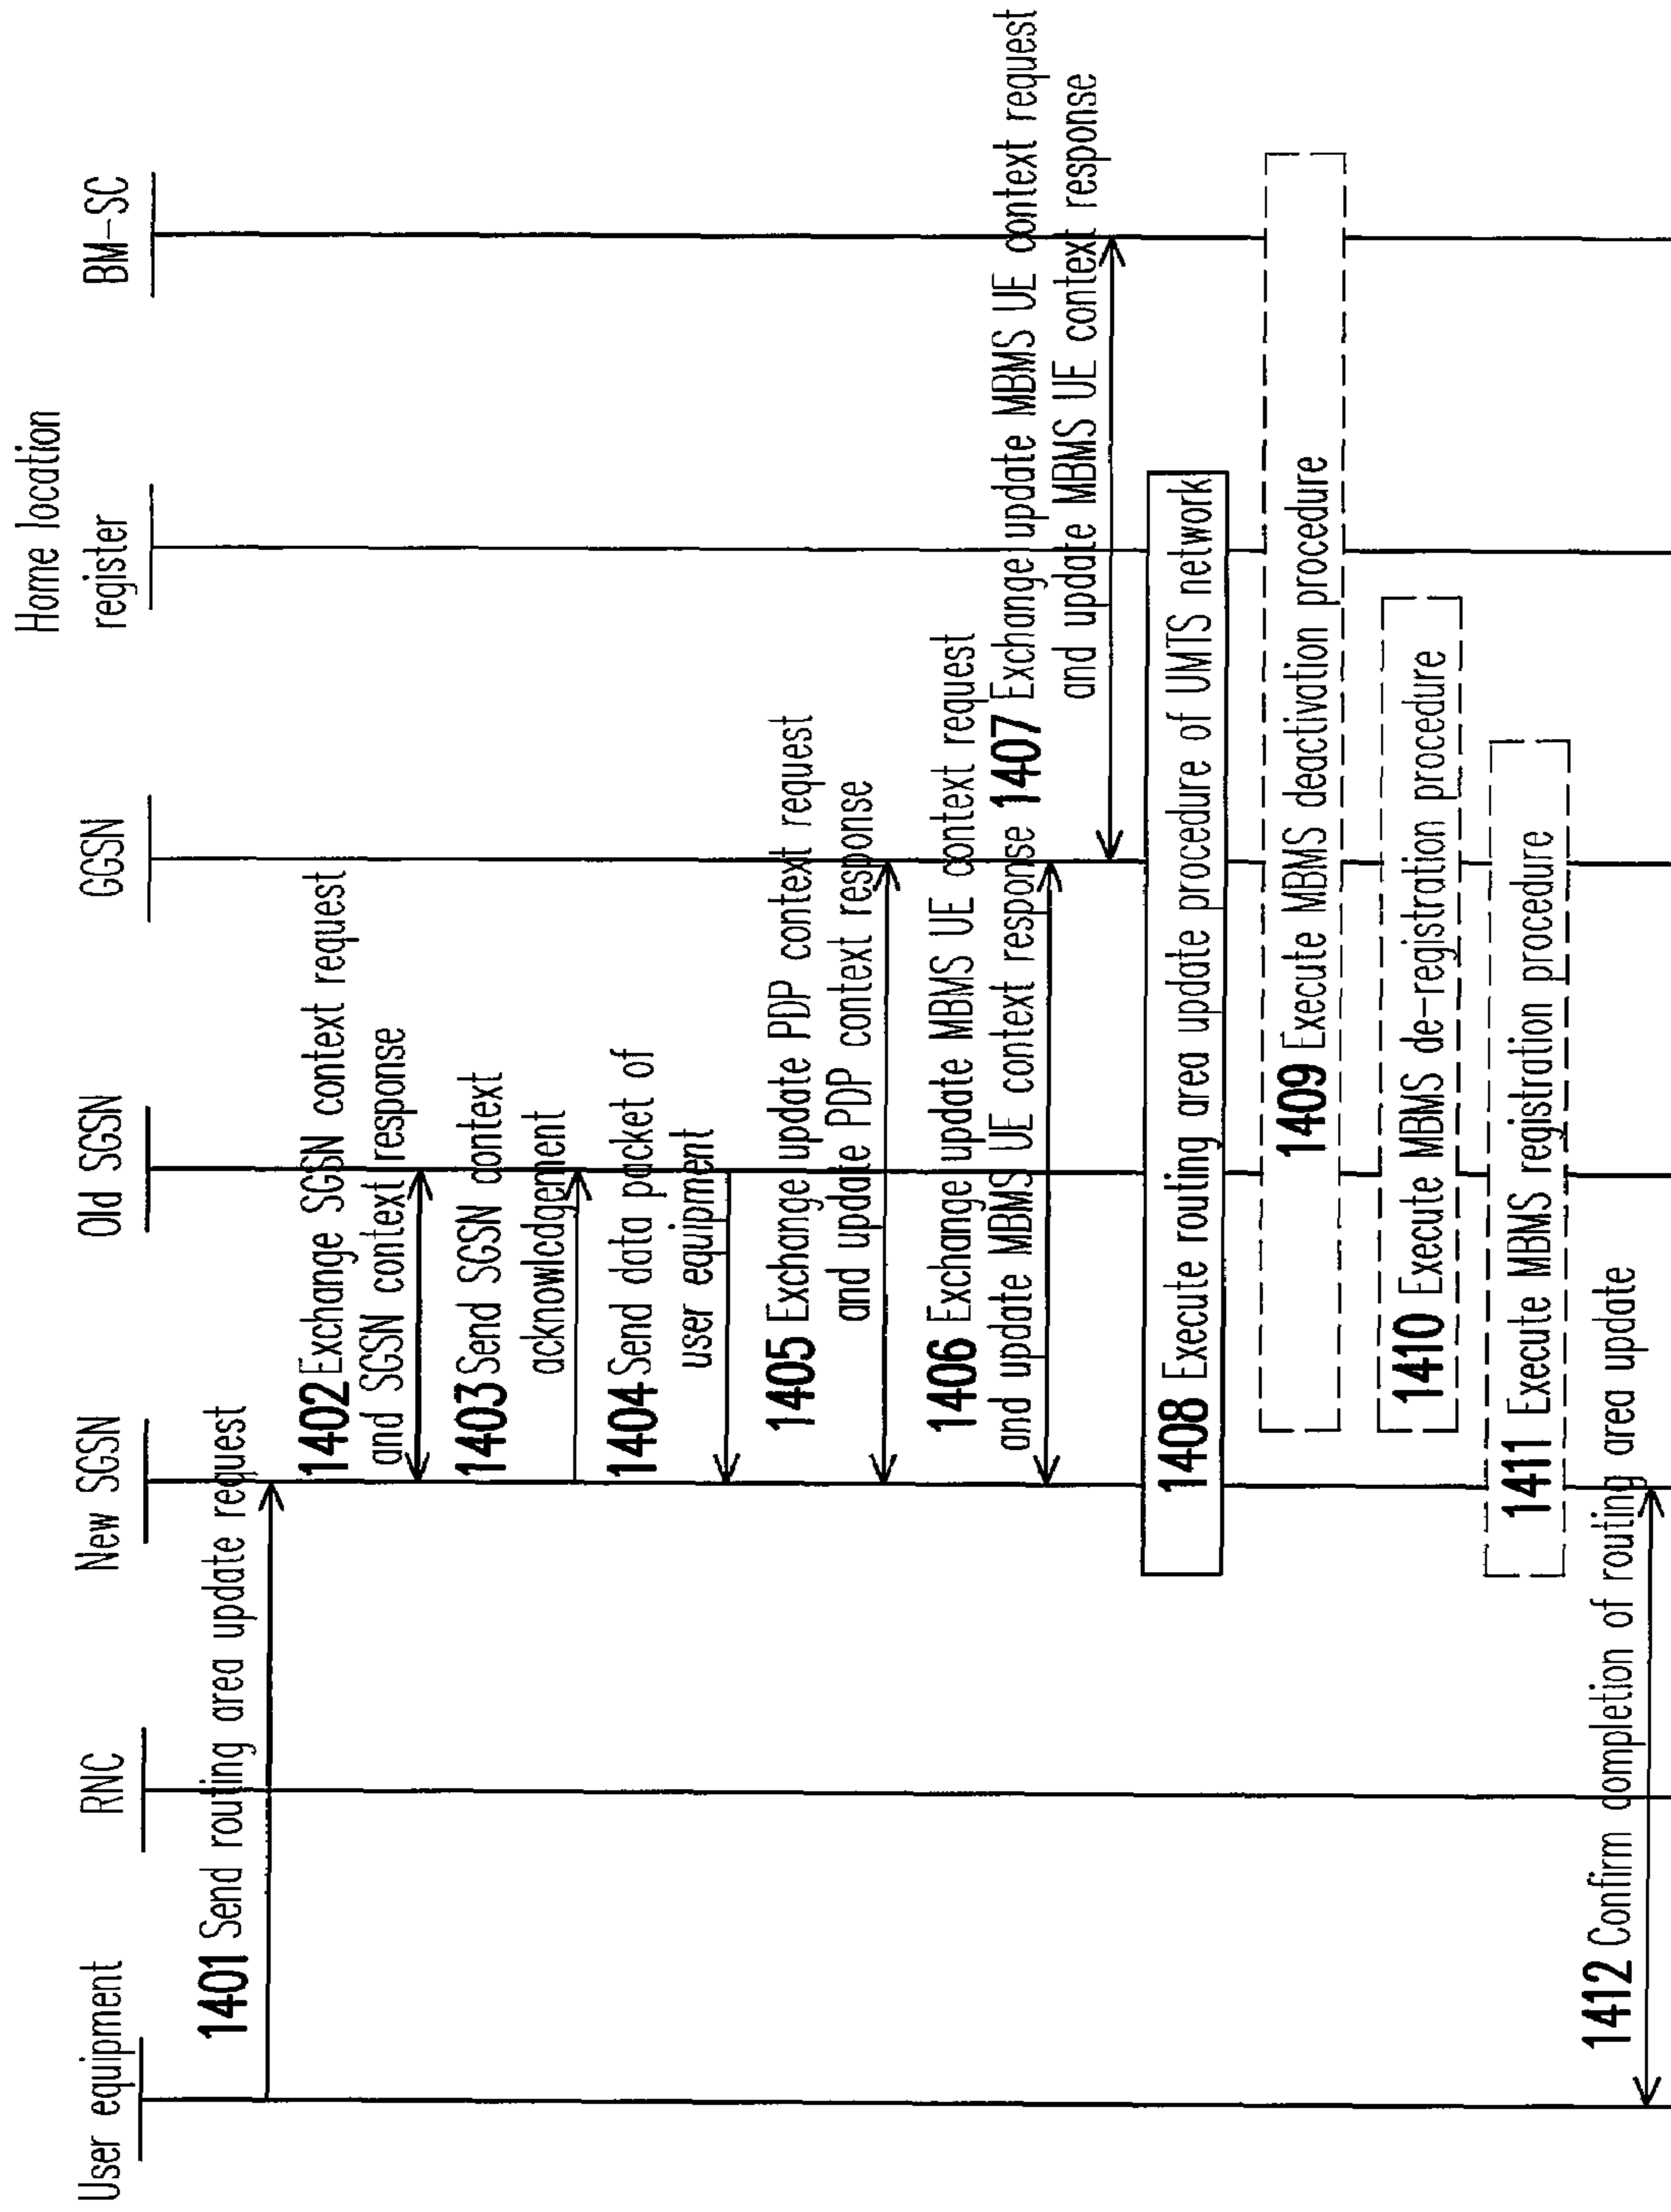 User equipment
RNC
New SGSN
Old SGSN
GGSN
Home location
register
BM-SC
1401 Send routing area update request
1402 Exchange SGSN context request
and SGSN context response
1403 Send SGSN context
acknowledgement
1404 Send data packet of
user equipment
1405 Exchange update PDP context request
and update PDP context response
1406 Exchange update MBMS UE context request
and update MBMS UE context response
1407 Exchange update MBMS UE context request
and update MBMS UE context response
1408 Execute routing area update procedure of UMTS network
1409 Execute MBMS deactivation procedure
1410 Execute MBMS de-registration procedure
1411 Execute MBMS registration procedure
1412 Confirm completion of routing area update